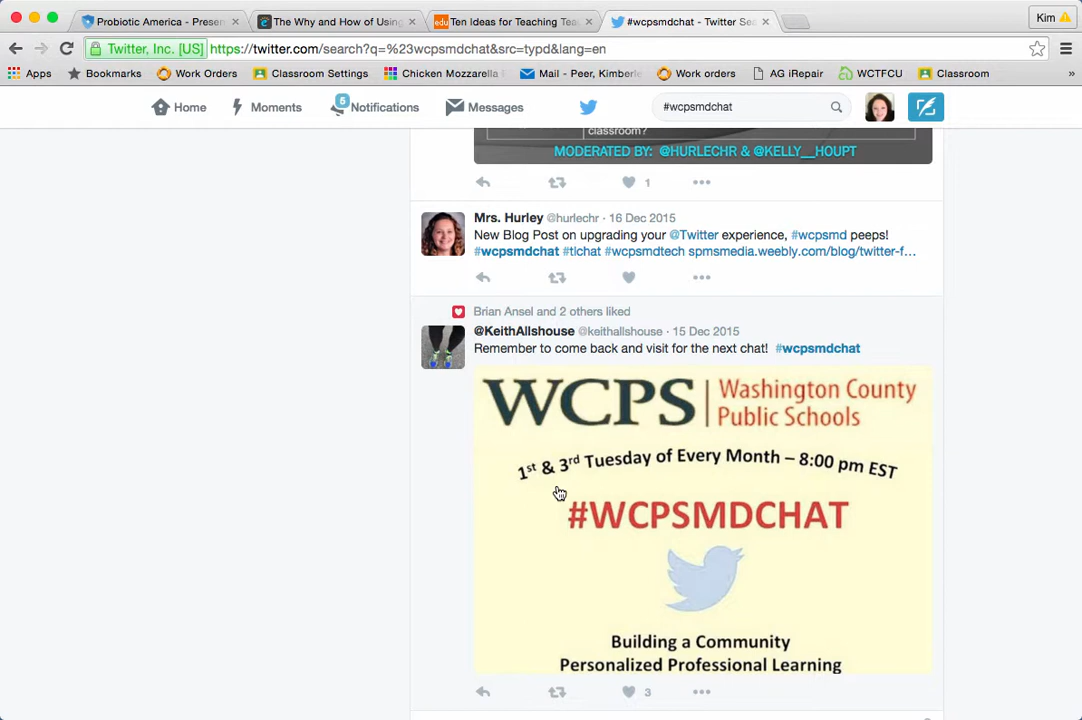 Probiotic America - Presen
The Why and How of Using
Ten Ideas for Teaching Tea
#wcpsmdchat - Twitter Sea
Kim
Twitter, Inc. [US] https://twitter.com/search?q=%23wcpsmdchat&src=typd&lang=en
Apps Bookmarks Work Orders Classroom Settings Chicken Mozzarella Mail - Peer, Kimberle Work orders AG iRepair WCTFCU Classroom »
Home Moments 5 Notifications Messages #wcpsmdchat
classroom?
MODERATED BY: @HURLECHR & @KELLY__HOUPT
1
Mrs. Hurley @hurlechr · 16 Dec 2015
New Blog Post on upgrading your @Twitter experience, #wcpsmd peeps!
#wcpsmdchat #tlchat #wcpsmdtech spmsmedia.weebly.com/blog/twitter-f...
Brian Ansel and 2 others liked
@KeithAllshouse @keithallshouse · 15 Dec 2015
Remember to come back and visit for the next chat! #wcpsmdchat
WCPS | Washington County
Public Schools
1st & 3rd Tuesday of Every Month – 8:00 pm EST
#WCPSMDCHAT
Building a Community
Personalized Professional Learning
3